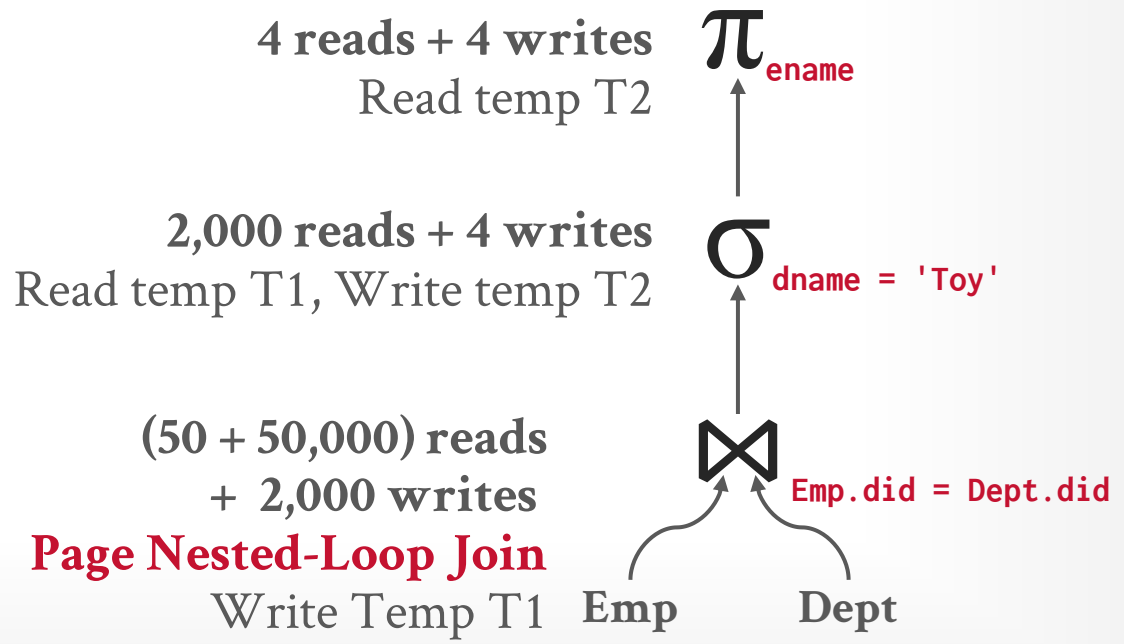 4 reads + 4 writes
Read temp T2
π ename
2,000 reads + 4 writes
Read temp T1, Write temp T2
σ dname = 'Toy'
(50 + 50,000) reads
+ 2,000 writes
Page Nested-Loop Join
Write Temp T1
⋈ Emp.did = Dept.did
Emp
Dept